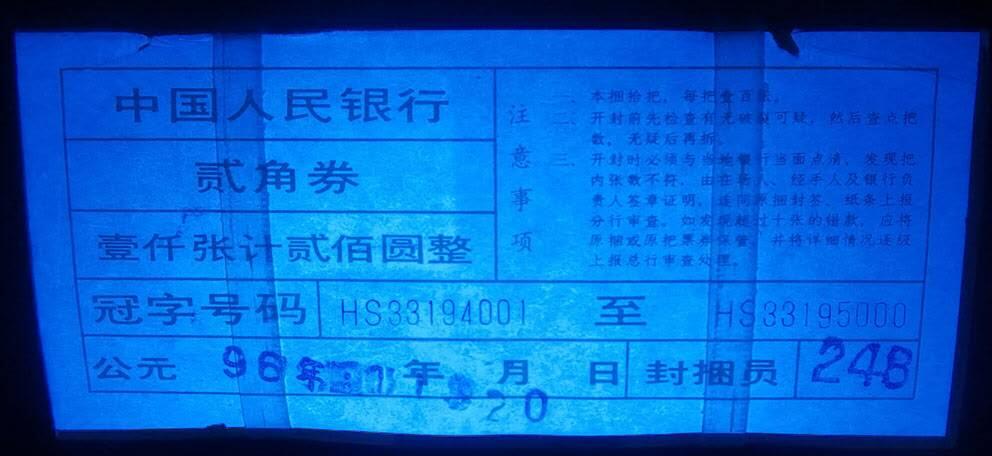 中国人民银行
贰角券
壹仟张计贰佰圆整
注意事项
一、本捆拾把，每把壹百张。
二、开封前先检查有无破裂可疑，然后查点把
数，无疑后再拆。
三、开封时必须与当地银行当面点清，发现把
内张数不符，由在场人、经手人及银行负
责人签章证明，连同原捆封签、纸条上报
分行审查。如发现超过十张的错款，应将
原捆或原把票券保管，并将详细情况逐级
上报总行审查处理。
冠字号码 HS33194001 至 HS33195000
公元 96年 年 月 日 封捆员 248
20